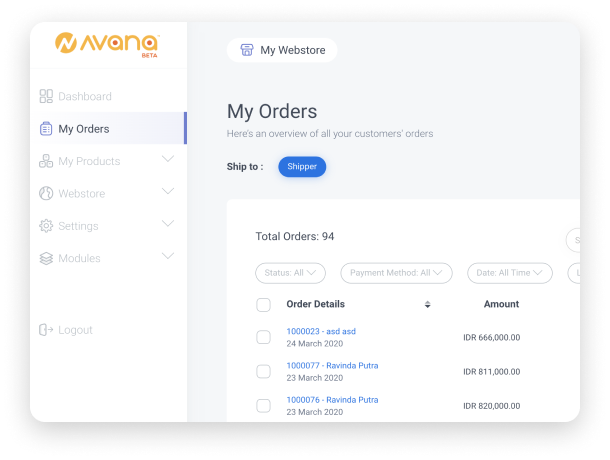 AVANA
BETA
My Webstore
Dashboard
My Orders
My Products
Webstore
Settings
Modules
Logout
My Orders
Here's an overview of all your customers' orders
Ship to : Shipper
Total Orders: 94
S
Status: All Payment Method: All Date: All Time L
Order Details Amount
1000023 - asd asd
24 March 2020 IDR 666,000.00
1000077 - Ravinda Putra
23 March 2020 IDR 811,000.00
1000076 - Ravinda Putra
23 March 2020 IDR 820,000.00